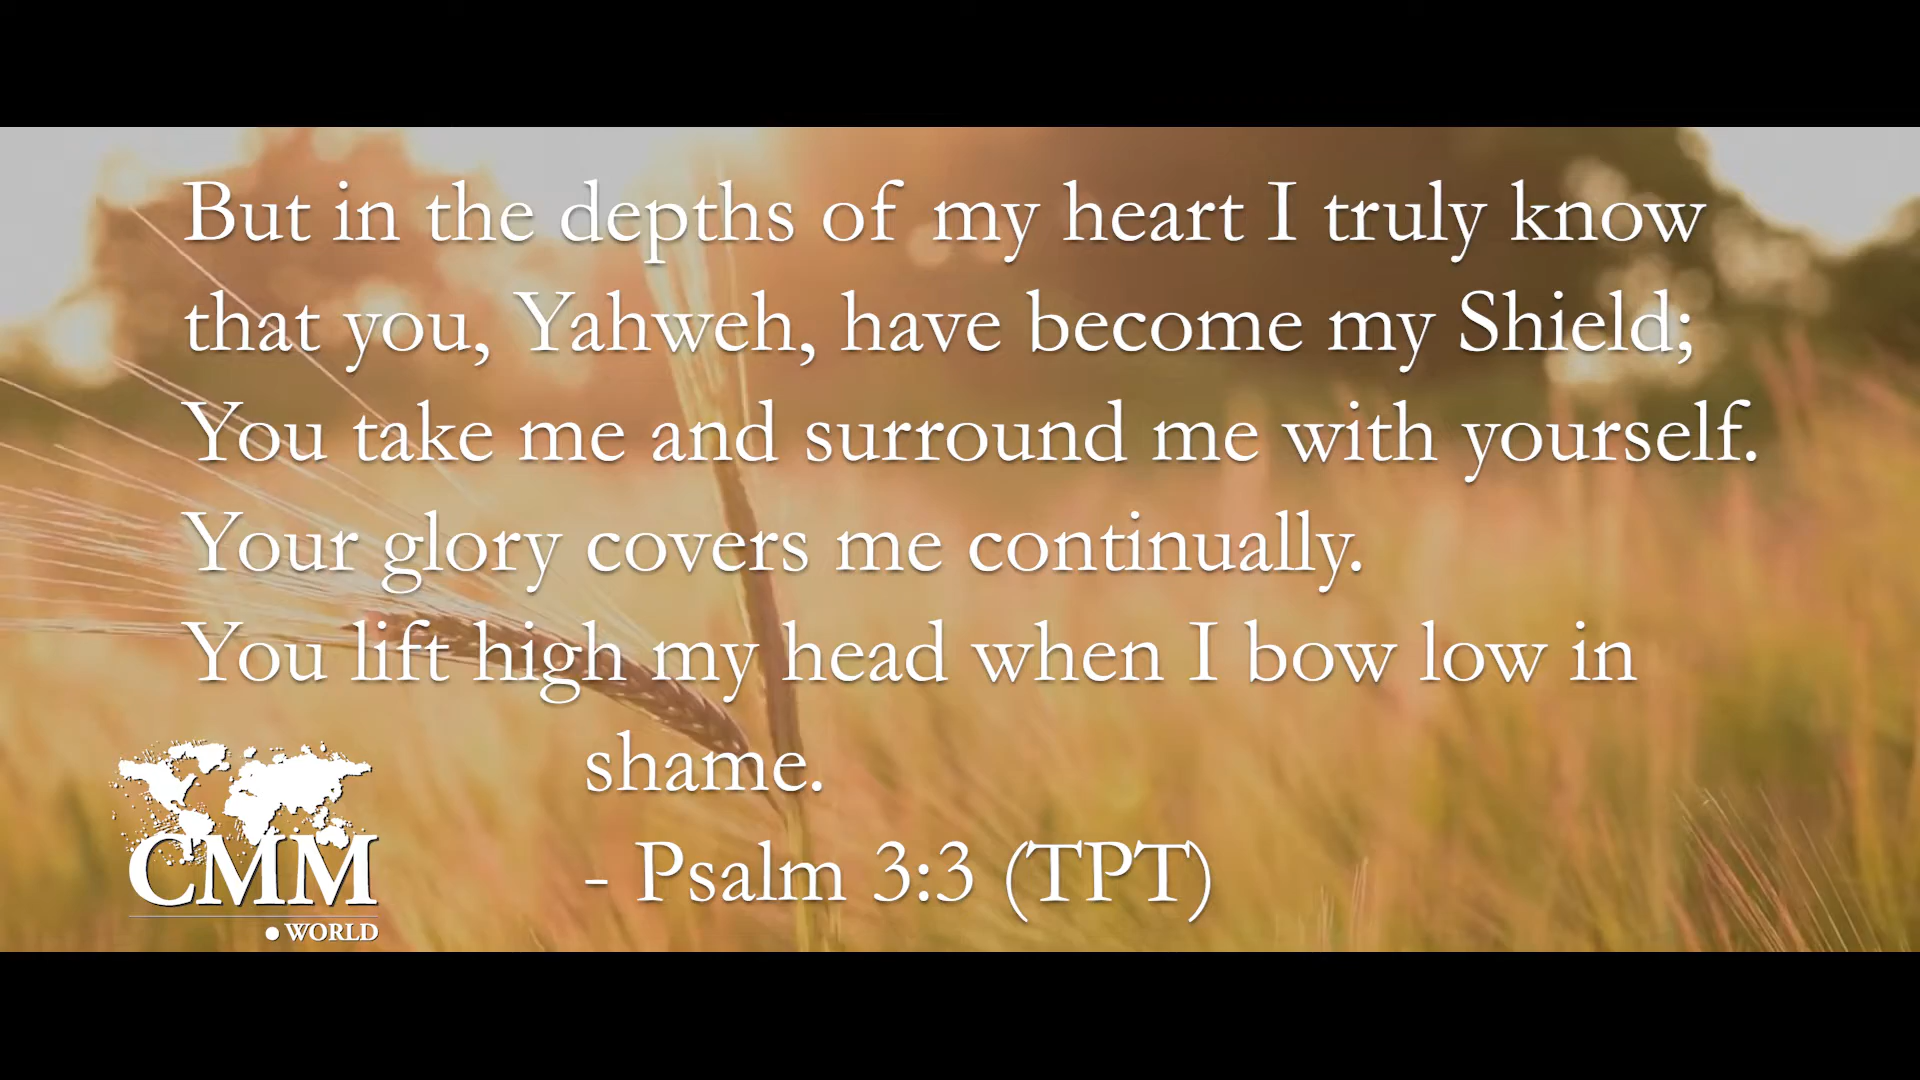 But in the depths of my heart I truly know
that you, Yahweh, have become my Shield;
You take me and surround me with yourself.
Your glory covers me continually.
You lift high my head when I bow low in
shame.
- Psalm 3:3 (TPT)
CMM
.WORLD